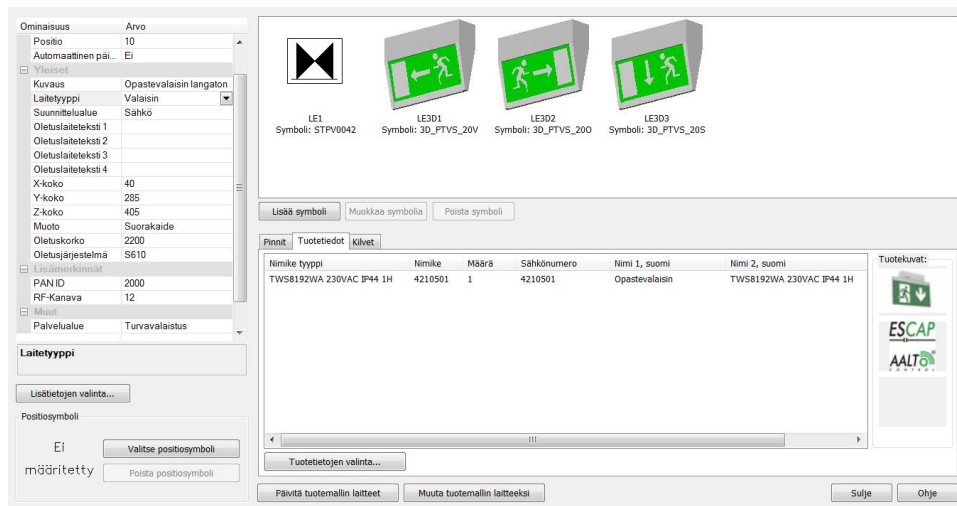 Ominaisuus Arvo
Positio 10
Automaattinen päi... Ei
Yleiset
Kuvaus Opastevalaisin langaton
Laitetyyppi Valaisin
Suunnittelualue Sähkö
Oletuslaiteteksti 1
Oletuslaiteteksti 2
Oletuslaiteteksti 3
Oletuslaiteteksti 4
X-koko 40
Y-koko 285
Z-koko 405
Muoto Suorakaide
Oletuskorko 2200
Oletusjärjestelmä S610
Lisämerkinnät
PAN ID 2000
RF-Kanava 12
Muut
Palvelualue Turvavalaistus
Laitetyyppi
Lisätietojen valinta...
Positiosymboli
Ei
määritetty
Valitse positiosymboli
Poista positiosymboli
LE1
Symboli: STPV0042
LE3D1
Symboli: 3D_PTVS_20V
LE3D2
Symboli: 3D_PTVS_20O
LE3D3
Symboli: 3D_PTVS_20S
Lisää symboli Muokkaa symbolia Poista symboli
Pinnit Tuotetiedot Kilvet
Nimike tyyppi Nimike Määrä Sähkönumero Nimi 1, suomi Nimi 2, suomi
TWS8192WA 230VAC IP44 1H 4210501 1 4210501 Opastevalaisin TWS8192WA 230VAC IP44 1H
Tuotekuvat:
ESCAP
AALTO
CONTROL
Tuotetietojen valinta...
Päivitä tuotemallin laitteet Muuta tuotemallin laitteeksi Sulje Ohje